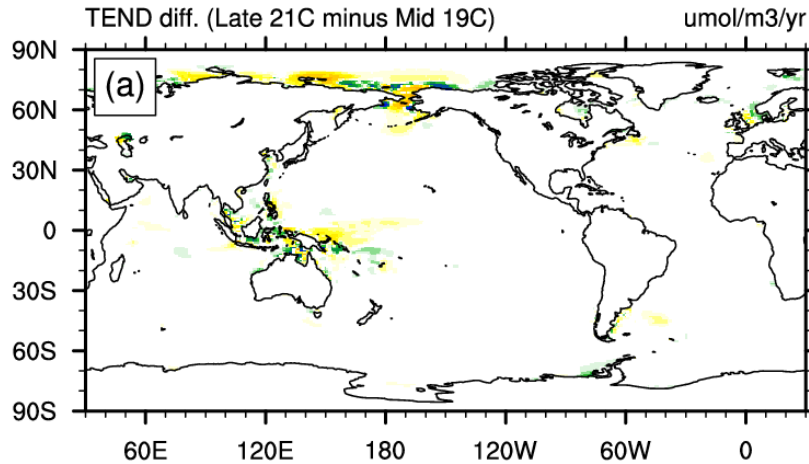 TEND diff. (Late 21C minus Mid 19C) umol/m3/yr
90N
(a)
60N
30N
0
30S
60S
90S
60E 120E 180 120W 60W 0